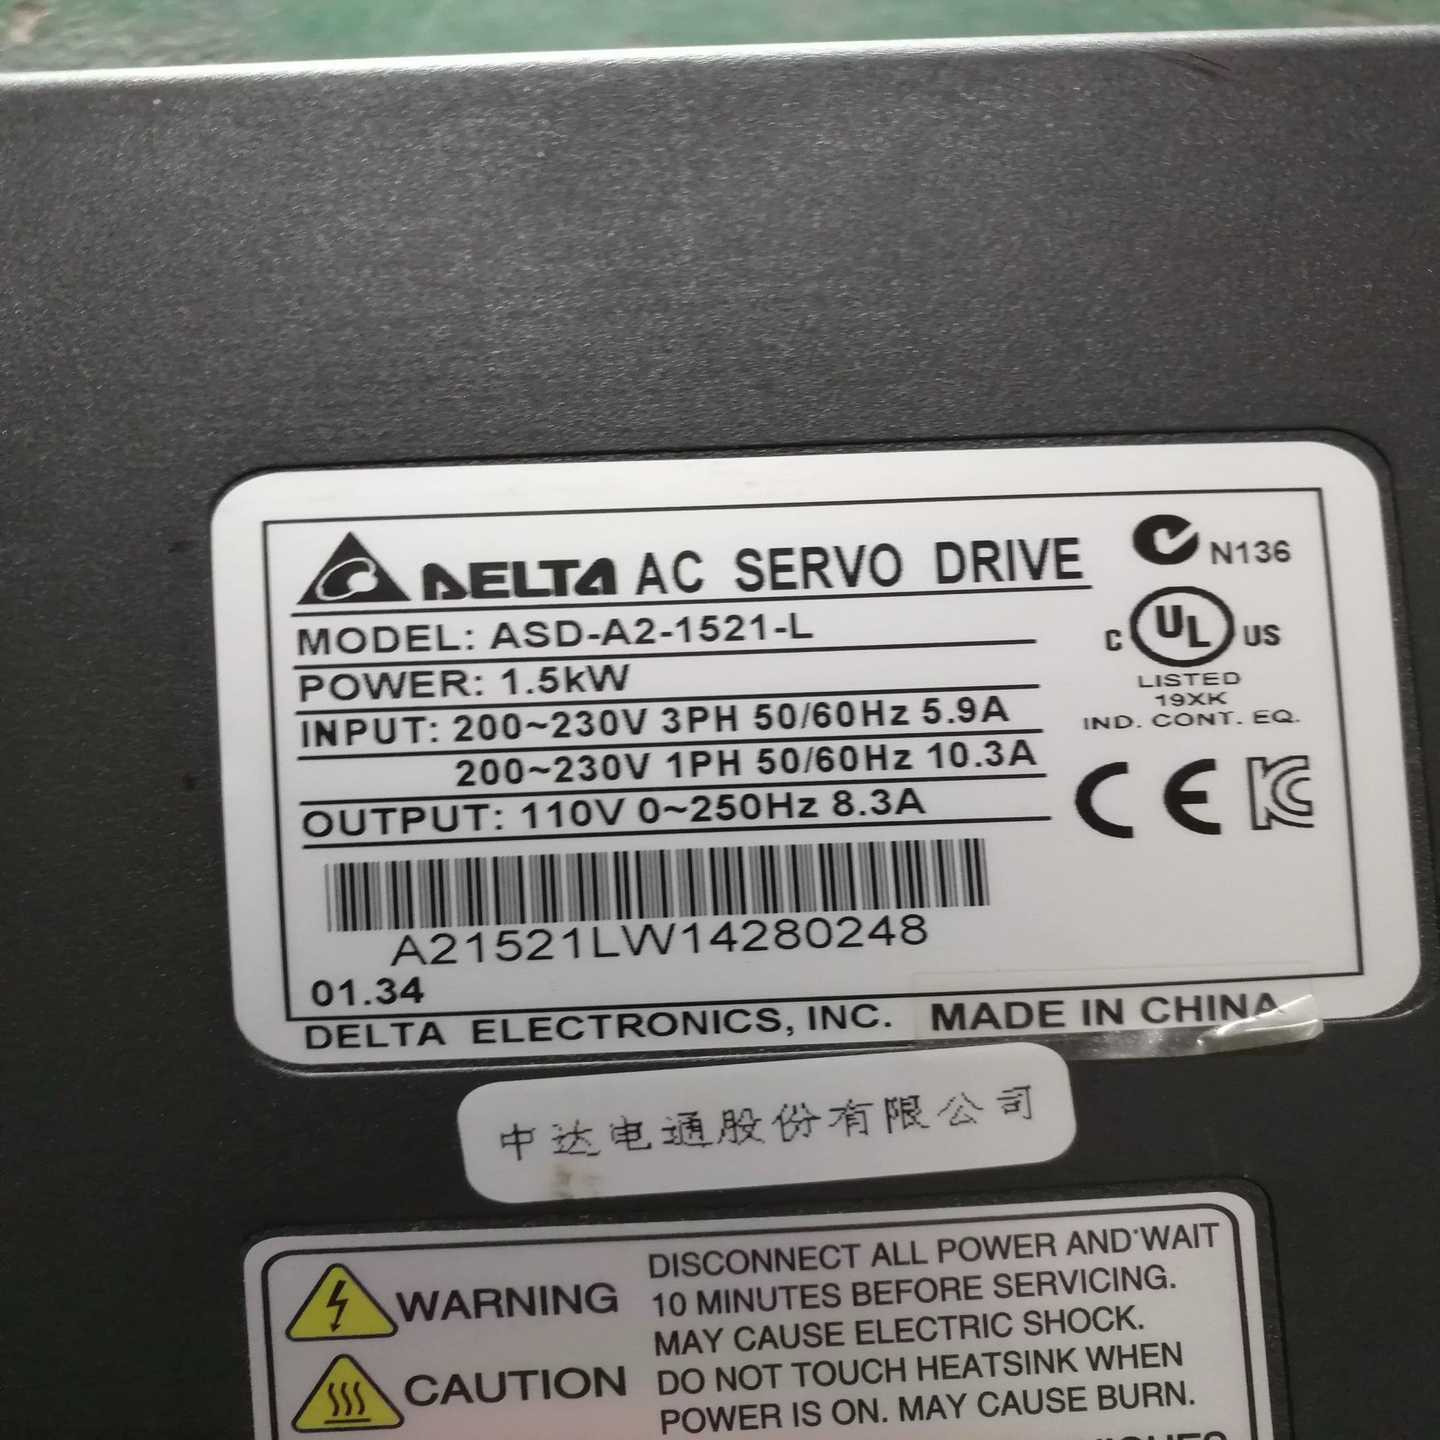 DELTA AC SERVO DRIVE
N136
MODEL: ASD-A2-1521-L
C UL US
LISTED
19XK
IND. CONT. EQ.
POWER: 1.5kW
INPUT: 200~230V 3PH 50/60Hz 5.9A
200~230V 1PH 50/60Hz 10.3A
OUTPUT: 110V 0~250Hz 8.3A
CE KC
A21521LW14280248
01.34
DELTA ELECTRONICS, INC. MADE IN CHINA
中达电通股份有限公司
WARNING
DISCONNECT ALL POWER AND WAIT
10 MINUTES BEFORE SERVICING.
MAY CAUSE ELECTRIC SHOCK.
CAUTION
DO NOT TOUCH HEATSINK WHEN
POWER IS ON. MAY CAUSE BURN.